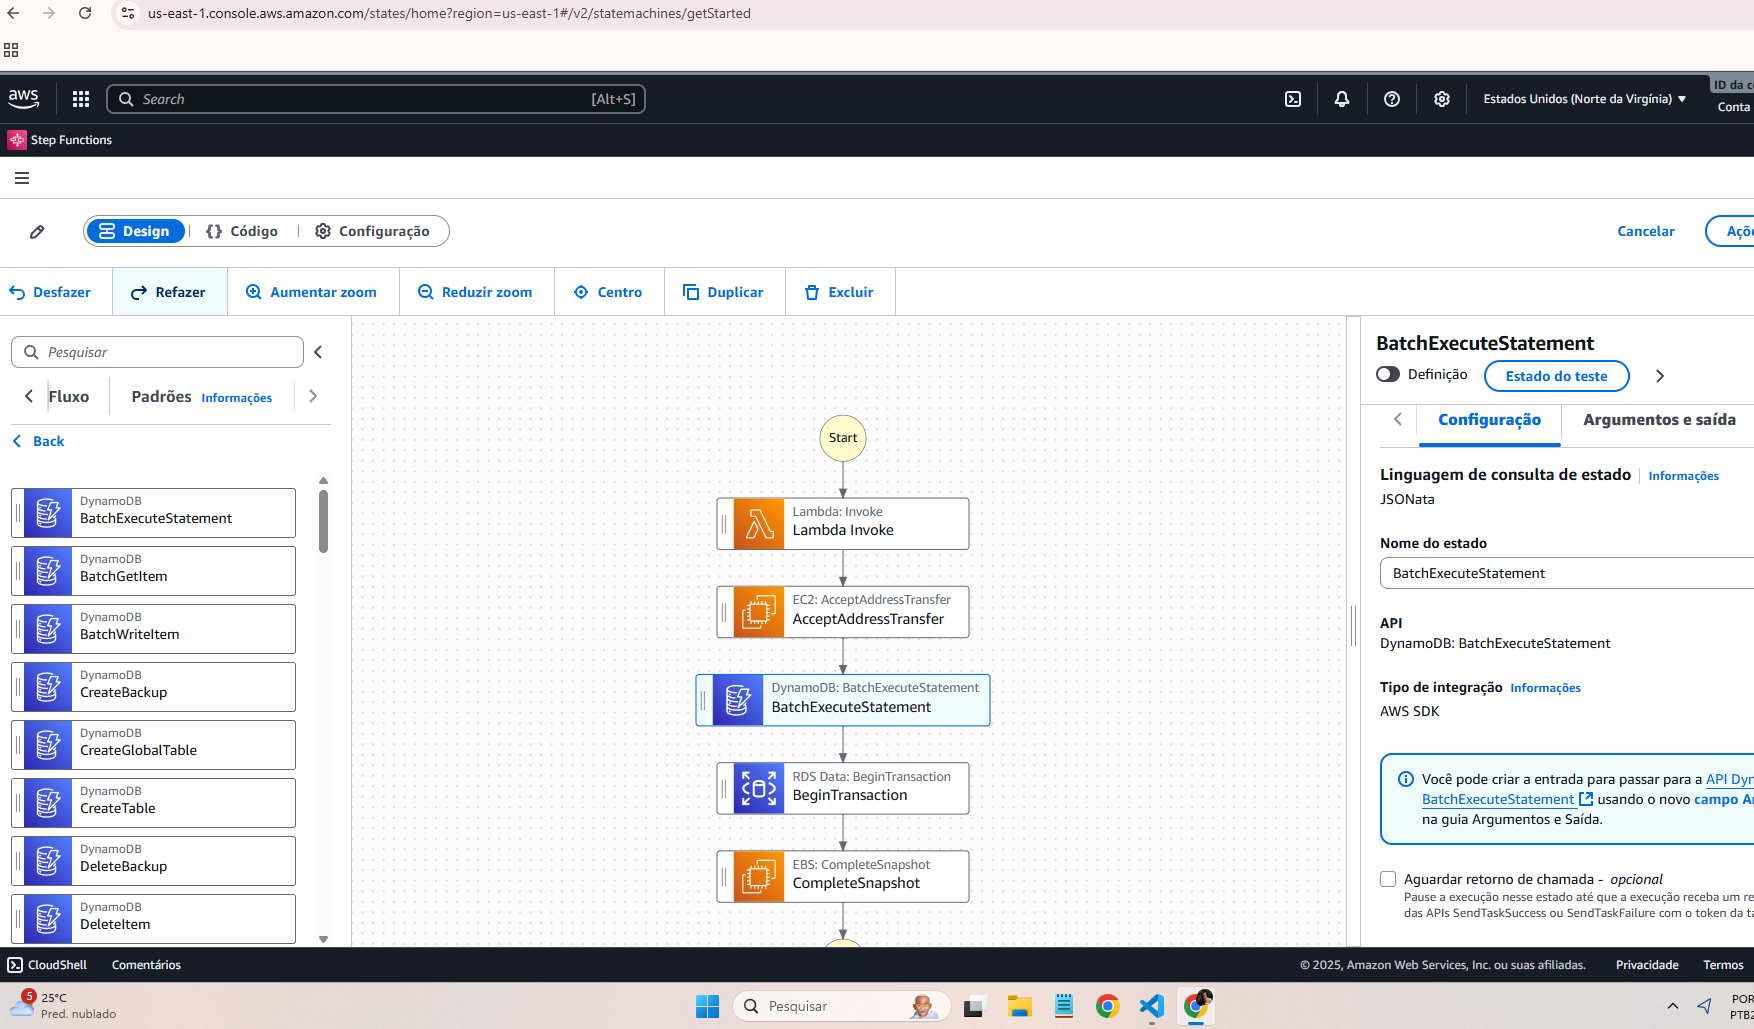 us-east-1.console.aws.amazon.com/states/home?region=us-east-1#/v2/statemachines/getStarted
aws
Search
[Alt+S]
Estados Unidos (Norte da Virgínia)
ID da c
Conta
Step Functions
Design
Código
Configuração
Cancelar
Açõe
Desfazer
Refazer
Aumentar zoom
Reduzir zoom
Centro
Duplicar
Excluir
Pesquisar
Fluxo
Padrões
Informações
Back
DynamoDB
BatchExecuteStatement
DynamoDB
BatchGetItem
DynamoDB
BatchWriteItem
DynamoDB
CreateBackup
DynamoDB
CreateGlobalTable
DynamoDB
CreateTable
DynamoDB
DeleteBackup
DynamoDB
DeleteItem
Start
Lambda: Invoke
Lambda Invoke
EC2: AcceptAddressTransfer
AcceptAddressTransfer
DynamoDB: BatchExecuteStatement
BatchExecuteStatement
RDS Data: BeginTransaction
BeginTransaction
EBS: CompleteSnapshot
CompleteSnapshot
BatchExecuteStatement
Definição
Estado do teste
Configuração
Argumentos e saída
Linguagem de consulta de estado
Informações
JSONata
Nome do estado
BatchExecuteStatement
API
DynamoDB: BatchExecuteStatement
Tipo de integração
Informações
AWS SDK
Você pode criar a entrada para passar para a API Dyn
BatchExecuteStatement usando o novo campo A
na guia Argumentos e Saída.
Aguardar retorno de chamada - opcional
Pause a execução nesse estado até que a execução receba um re
das APIs SendTaskSuccess ou SendTaskFailure com o token da ta
CloudShell
Comentários
© 2025, Amazon Web Services, Inc. ou suas afiliadas.
Privacidade
Termos
5
25°C
Pred. nublado
Pesquisar
POR
PTB2